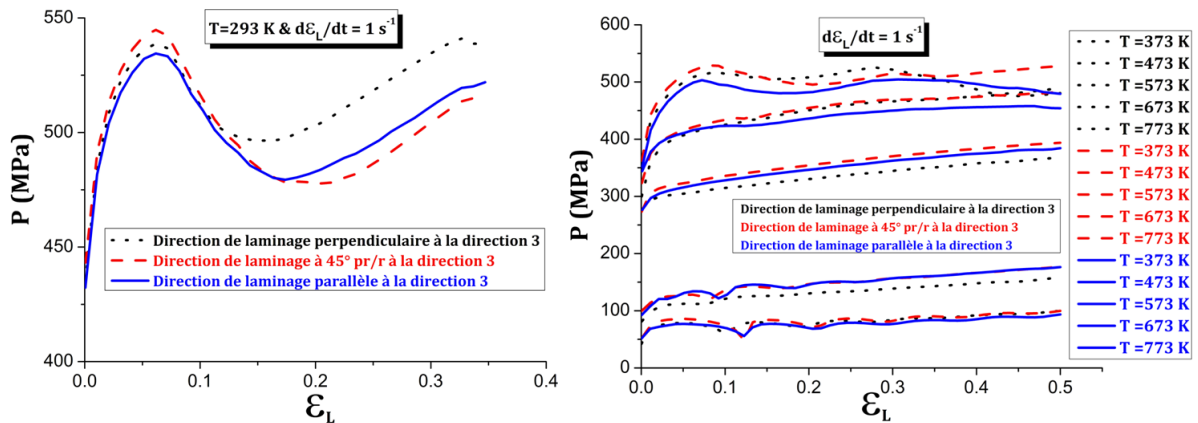 T=293 K & dƐL/dt = 1 s-1
P (MPa)
550
500
450
400
Direction de laminage perpendiculaire à la direction 3
Direction de laminage à 45° pr/r à la direction 3
Direction de laminage parallèle à la direction 3
0.0 0.1 0.2 0.3 0.4
ƐL
dƐL/dt = 1 s-1
P (MPa)
600
500
400
300
200
100
0
Direction de laminage perpendiculaire à la direction 3
Direction de laminage à 45° pr/r à la direction 3
Direction de laminage parallèle à la direction 3
0.0 0.1 0.2 0.3 0.4 0.5
ƐL
T =373 K
T =473 K
T =573 K
T =673 K
T =773 K
T =373 K
T =473 K
T =573 K
T =673 K
T =773 K
T =373 K
T =473 K
T =573 K
T =673 K
T =773 K